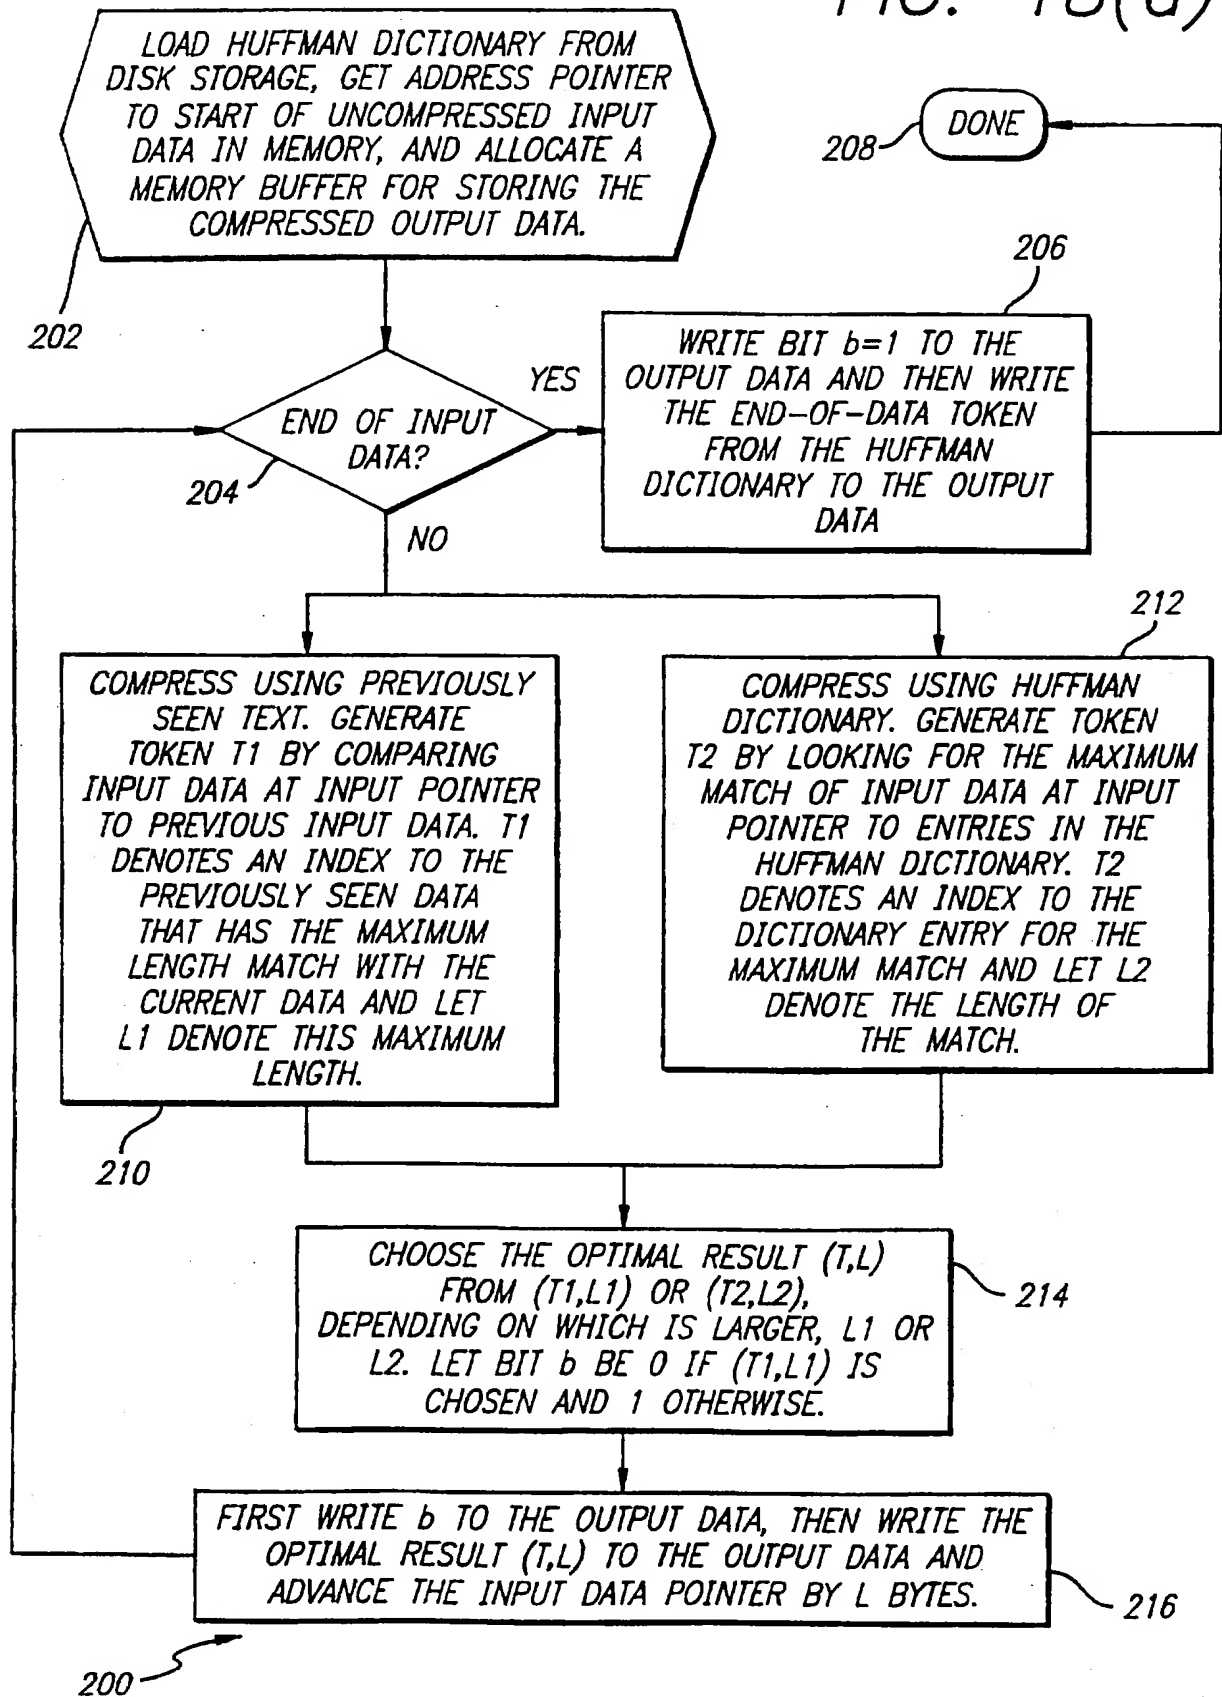 LOAD HUFFMAN DICTIONARY FROM
DISK STORAGE, GET ADDRESS POINTER
TO START OF UNCOMPRESSED INPUT
DATA IN MEMORY, AND ALLOCATE A
MEMORY BUFFER FOR STORING THE
COMPRESSED OUTPUT DATA.
202
DONE
208
206
END OF INPUT
DATA?
204
YES
NO
WRITE BIT b=1 TO THE
OUTPUT DATA AND THEN WRITE
THE END-OF-DATA TOKEN
FROM THE HUFFMAN
DICTIONARY TO THE OUTPUT
DATA
COMPRESS USING PREVIOUSLY
SEEN TEXT. GENERATE
TOKEN T1 BY COMPARING
INPUT DATA AT INPUT POINTER
TO PREVIOUS INPUT DATA. T1
DENOTES AN INDEX TO THE
PREVIOUSLY SEEN DATA
THAT HAS THE MAXIMUM
LENGTH MATCH WITH THE
CURRENT DATA AND LET
L1 DENOTE THIS MAXIMUM
LENGTH.
210
212
COMPRESS USING HUFFMAN
DICTIONARY. GENERATE TOKEN
T2 BY LOOKING FOR THE MAXIMUM
MATCH OF INPUT DATA AT INPUT
POINTER TO ENTRIES IN THE
HUFFMAN DICTIONARY. T2
DENOTES AN INDEX TO THE
DICTIONARY ENTRY FOR THE
MAXIMUM MATCH AND LET L2
DENOTE THE LENGTH OF
THE MATCH.
CHOOSE THE OPTIMAL RESULT (T,L)
FROM (T1,L1) OR (T2,L2),
DEPENDING ON WHICH IS LARGER, L1 OR
L2. LET BIT b BE 0 IF (T1,L1) IS
CHOSEN AND 1 OTHERWISE.
214
FIRST WRITE b TO THE OUTPUT DATA, THEN WRITE THE
OPTIMAL RESULT (T,L) TO THE OUTPUT DATA AND
ADVANCE THE INPUT DATA POINTER BY L BYTES.
216
200